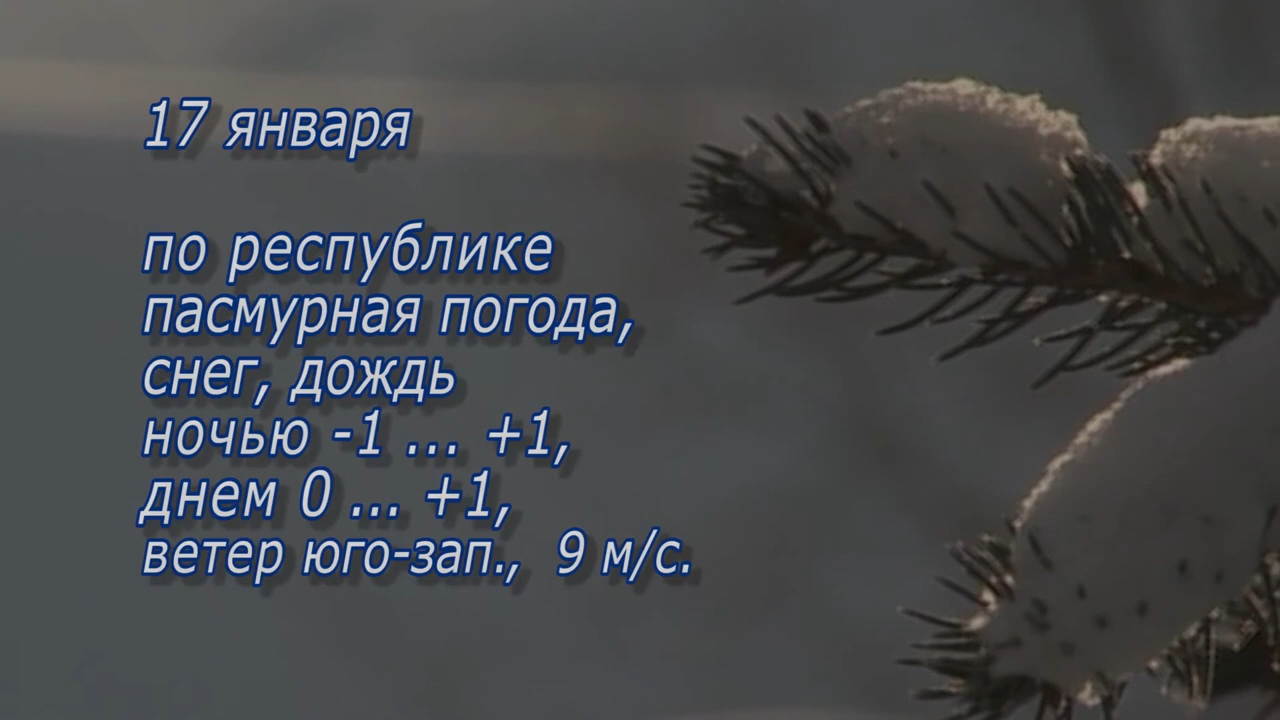 17 января
по республике
пасмурная погода,
снег, дождь
ночью -1 ... +1,
днем 0 ... +1,
ветер юго-зап.,  9 м/с.